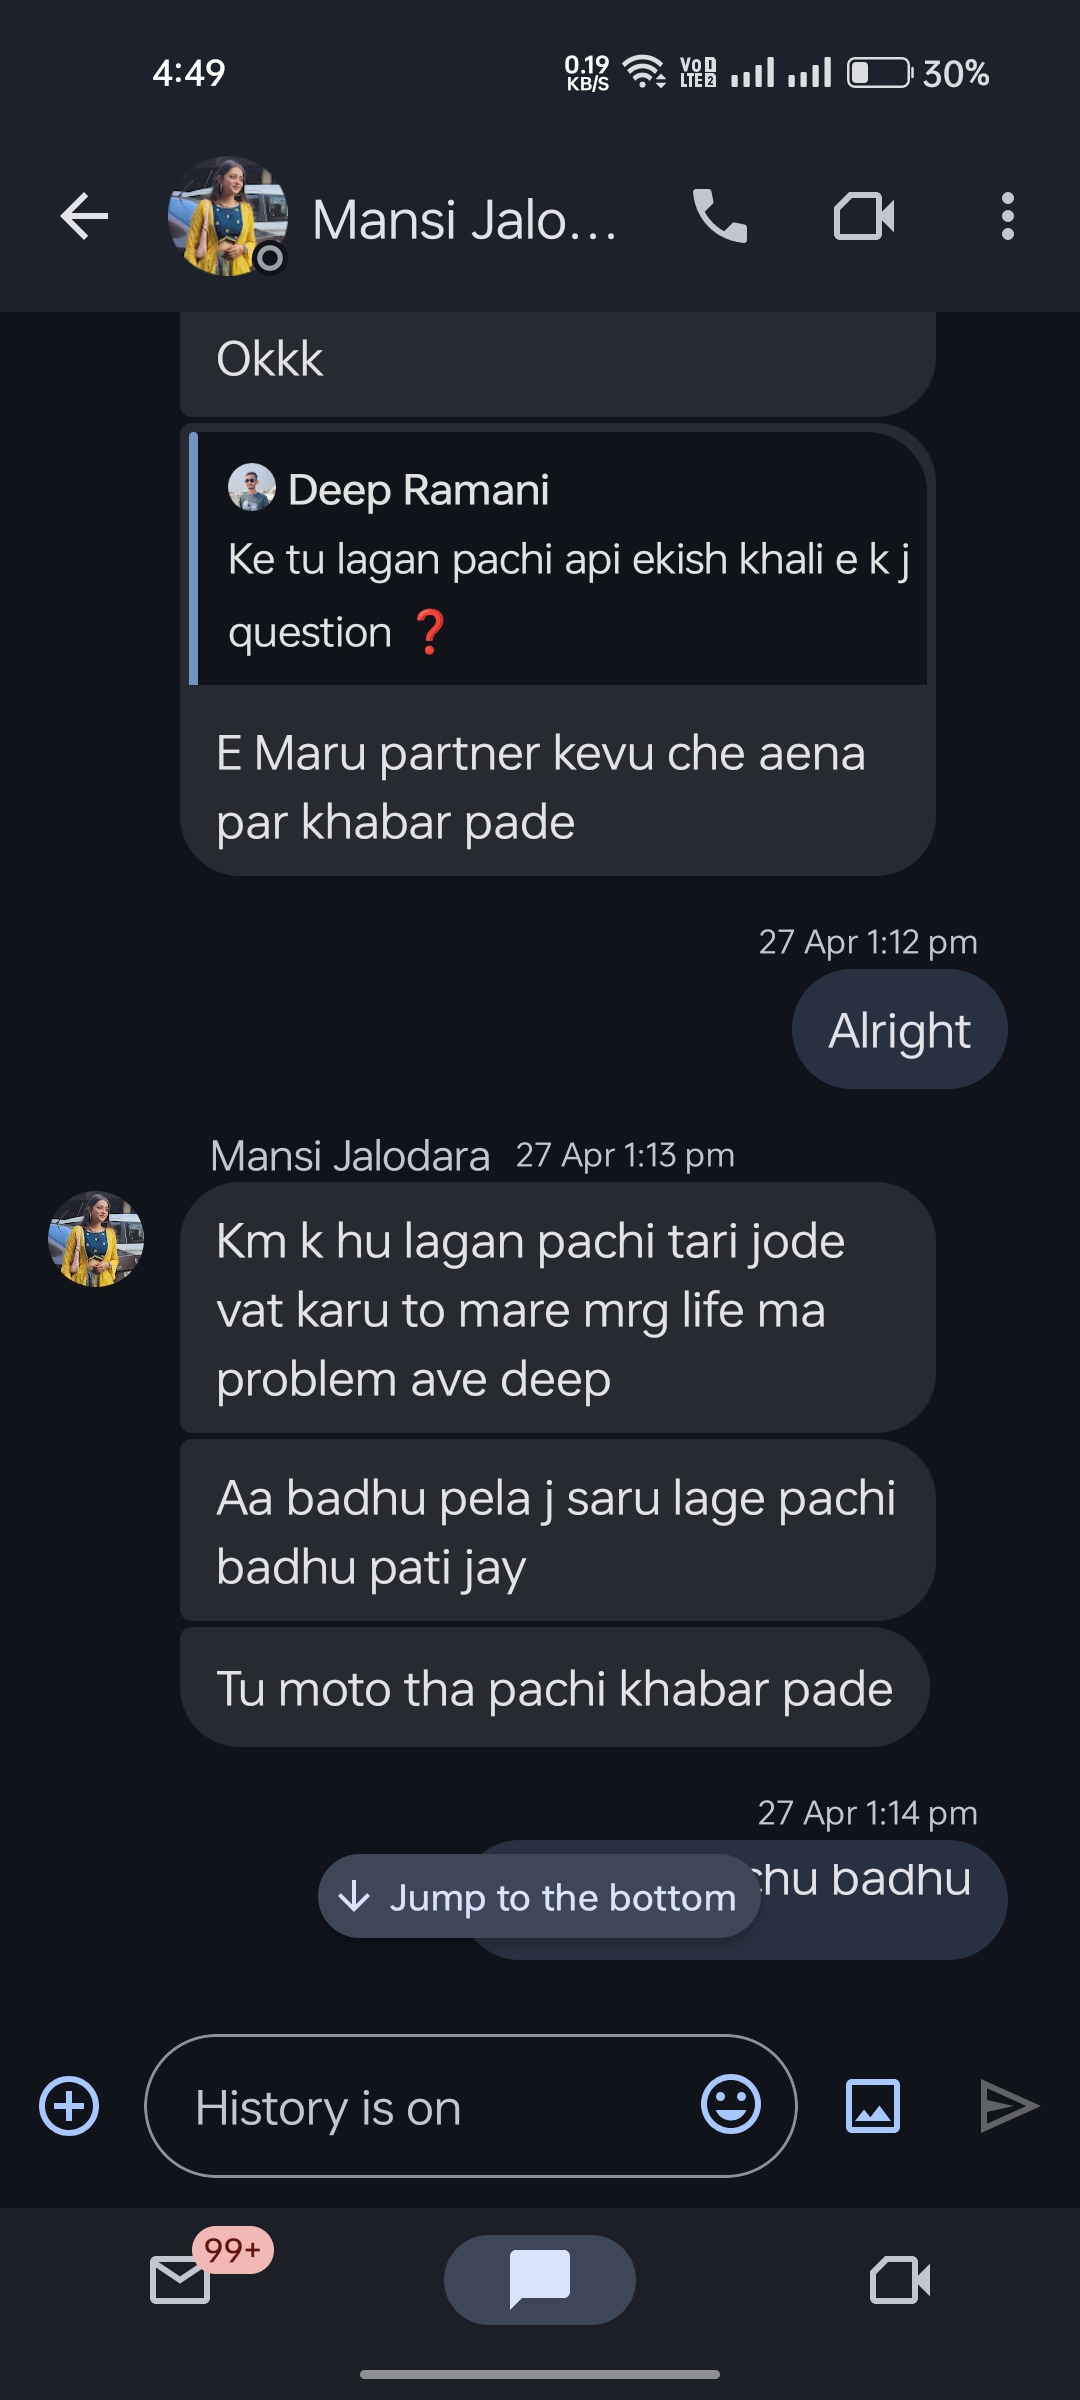 4:49
0.19
KB/S
Vo 1
LTE 2
30%
Mansi Jalo...
Okkk
Deep Ramani
Ke tu lagan pachi api ekish khali e k j
question ❓
E Maru partner kevu che aena
par khabar pade
27 Apr 1:12 pm
Alright
Mansi Jalodara 27 Apr 1:13 pm
Km k hu lagan pachi tari jode
vat karu to mare mrg life ma
problem ave deep
Aa badhu pela j saru lage pachi
badhu pati jay
Tu moto tha pachi khabar pade
27 Apr 1:14 pm
badhu
Jump to the bottom
History is on
99+